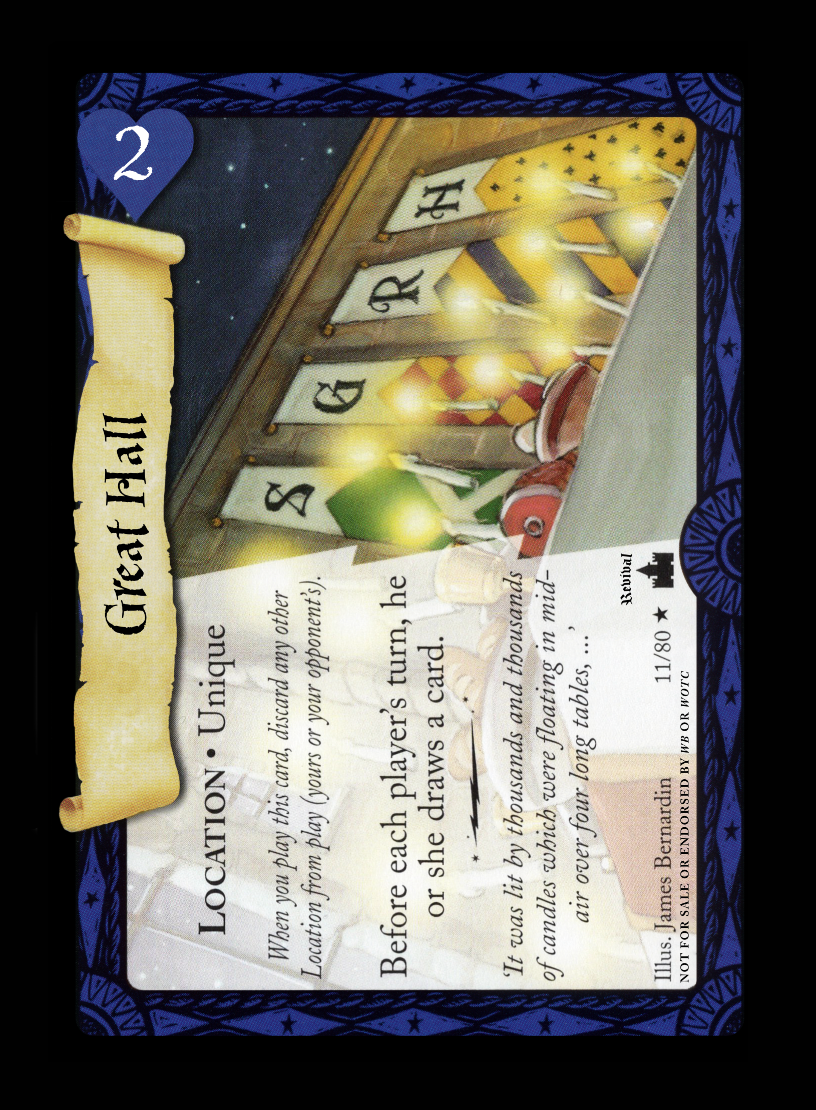 Great Hall
2
LOCATION • Unique
When you play this card, discard any other
Location from play (yours or your opponent's).
Before each player's turn, he
or she draws a card.
'It was lit by thousands and thousands
of candles which were floating in mid-
air over four long tables, ... '
Illus. James Bernardin
11/80 ★
Revival
NOT FOR SALE OR ENDORSED BY WB OR WOTC
S
G
R
H